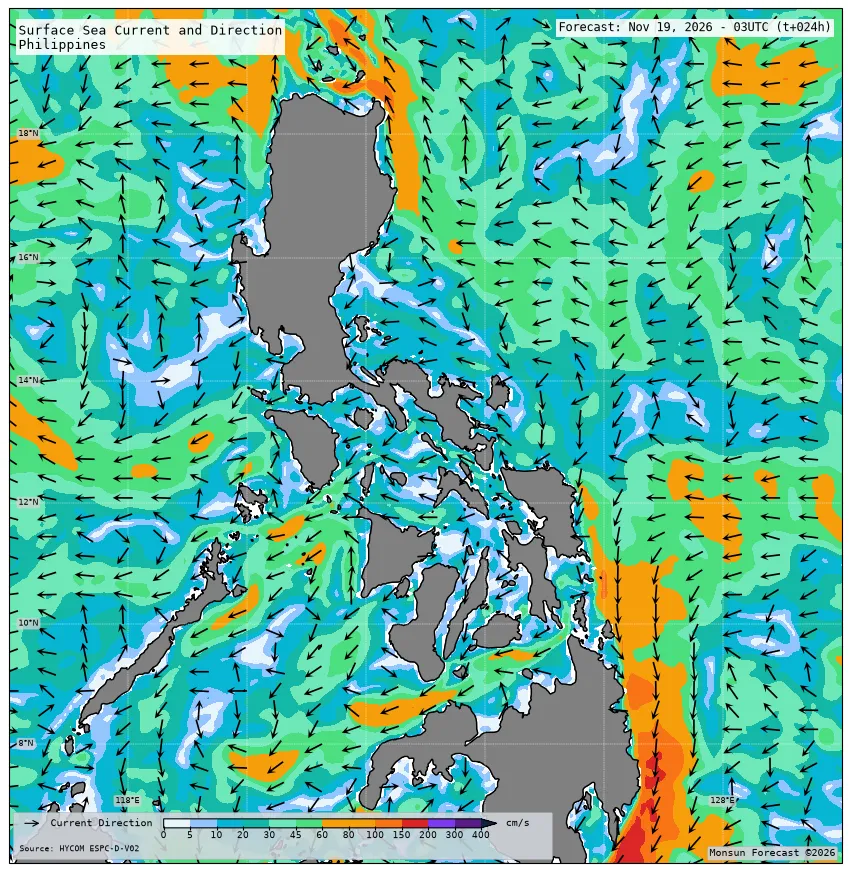 Surface Sea Current and Direction
Philippines
Forecast: Nov 19, 2026 - 03UTC (t+024h)
18°N
16°N
14°N
12°N
10°N
8°N
118°E
128°E
Current Direction
0 5 10 20 30 45 60 80 100 150 200 300 400 cm/s
Source: HYCOM ESPC-D-V02
Monsun Forecast ©2026